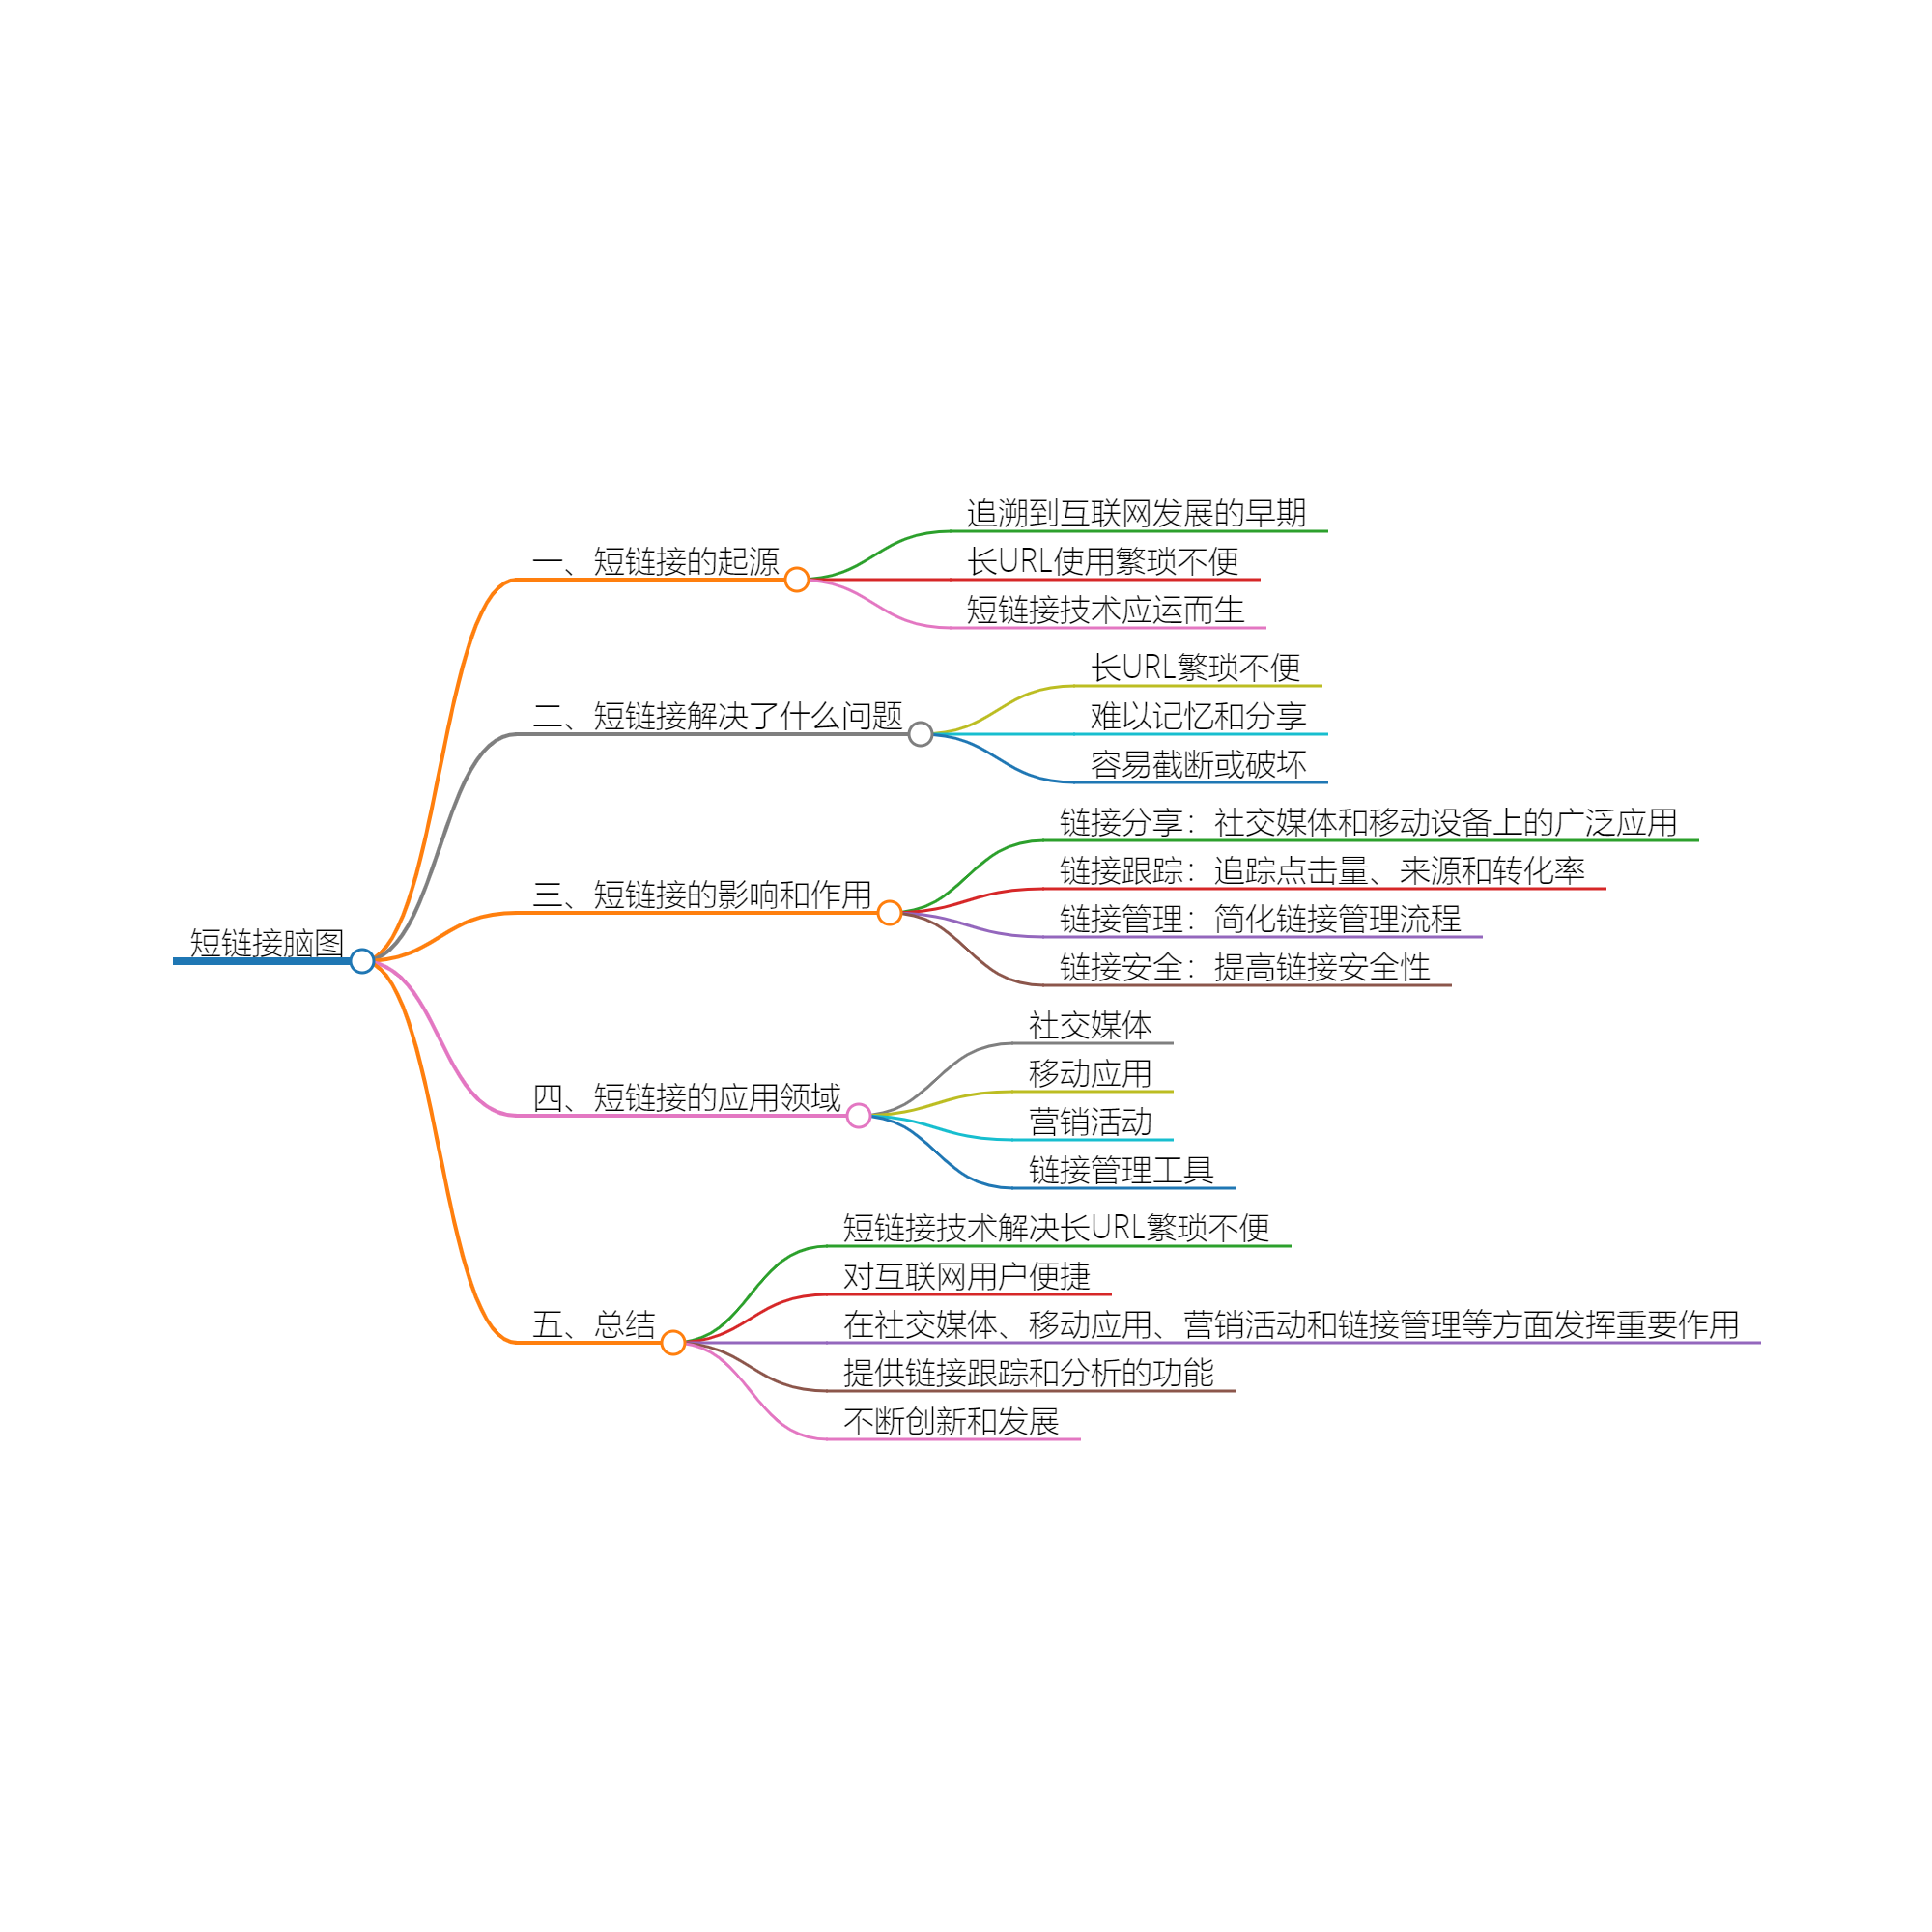 短链接脑图
一、短链接的起源
追溯到互联网发展的早期
长URL使用繁琐不便
短链接技术应运而生
二、短链接解决了什么问题
长URL繁琐不便
难以记忆和分享
容易截断或破坏
三、短链接的影响和作用
链接分享：社交媒体和移动设备上的广泛应用
链接跟踪：追踪点击量、来源和转化率
链接管理：简化链接管理流程
链接安全：提高链接安全性
四、短链接的应用领域
社交媒体
移动应用
营销活动
链接管理工具
五、总结
短链接技术解决长URL繁琐不便
对互联网用户便捷
在社交媒体、移动应用、营销活动和链接管理等方面发挥重要作用
提供链接跟踪和分析的功能
不断创新和发展